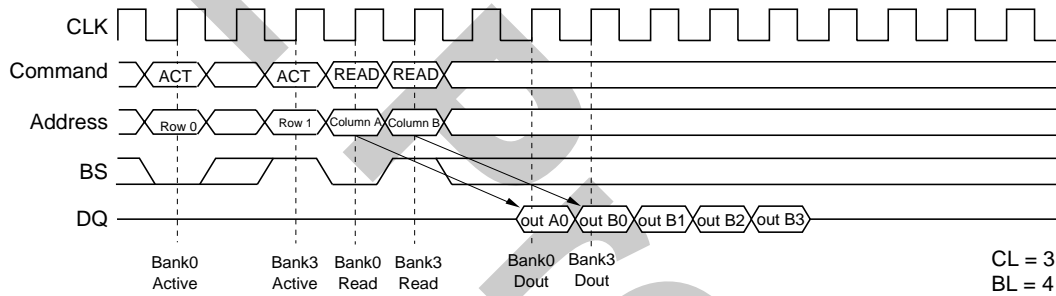 CLK
Command ACT ACT READ READ
Address Row 0 Row 1 Column A Column B
BS
DQ out A0 out B0 out B1 out B2 out B3
Bank0 Active
Bank3 Active
Bank0 Read
Bank3 Read
Bank0 Dout
Bank3 Dout
CL = 3
BL = 4